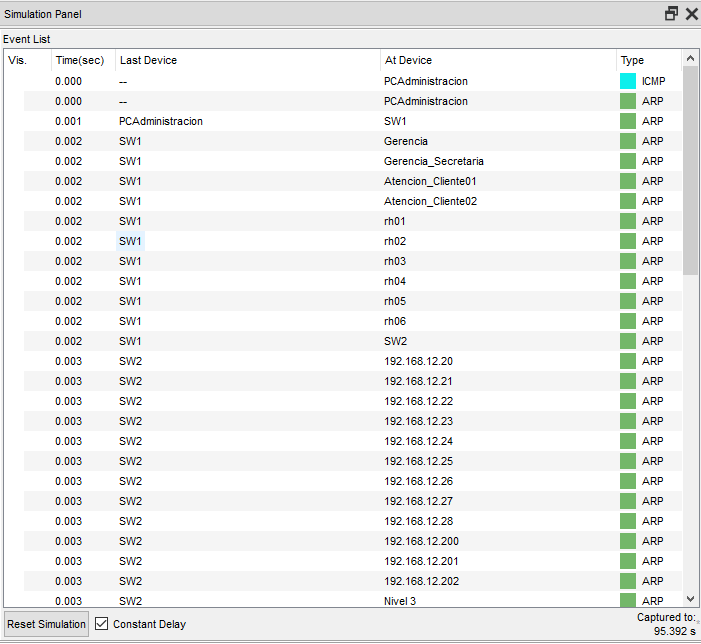 Simulation Panel
Event List
Vis. Time(sec) Last Device At Device Type
0.000 -- PCAdministracion ICMP
0.000 -- PCAdministracion ARP
0.001 PCAdministracion SW1 ARP
0.002 SW1 Gerencia ARP
0.002 SW1 Gerencia_Secretaria ARP
0.002 SW1 Atencion_Cliente01 ARP
0.002 SW1 Atencion_Cliente02 ARP
0.002 SW1 rh01 ARP
0.002 SW1 rh02 ARP
0.002 SW1 rh03 ARP
0.002 SW1 rh04 ARP
0.002 SW1 rh05 ARP
0.002 SW1 rh06 ARP
0.002 SW1 SW2 ARP
0.003 SW2 192.168.12.20 ARP
0.003 SW2 192.168.12.21 ARP
0.003 SW2 192.168.12.22 ARP
0.003 SW2 192.168.12.23 ARP
0.003 SW2 192.168.12.24 ARP
0.003 SW2 192.168.12.25 ARP
0.003 SW2 192.168.12.26 ARP
0.003 SW2 192.168.12.27 ARP
0.003 SW2 192.168.12.28 ARP
0.003 SW2 192.168.12.200 ARP
0.003 SW2 192.168.12.201 ARP
0.003 SW2 192.168.12.202 ARP
0.003 SW2 Nivel 3 ARP
Reset Simulation Constant Delay Captured to:
95.392 s